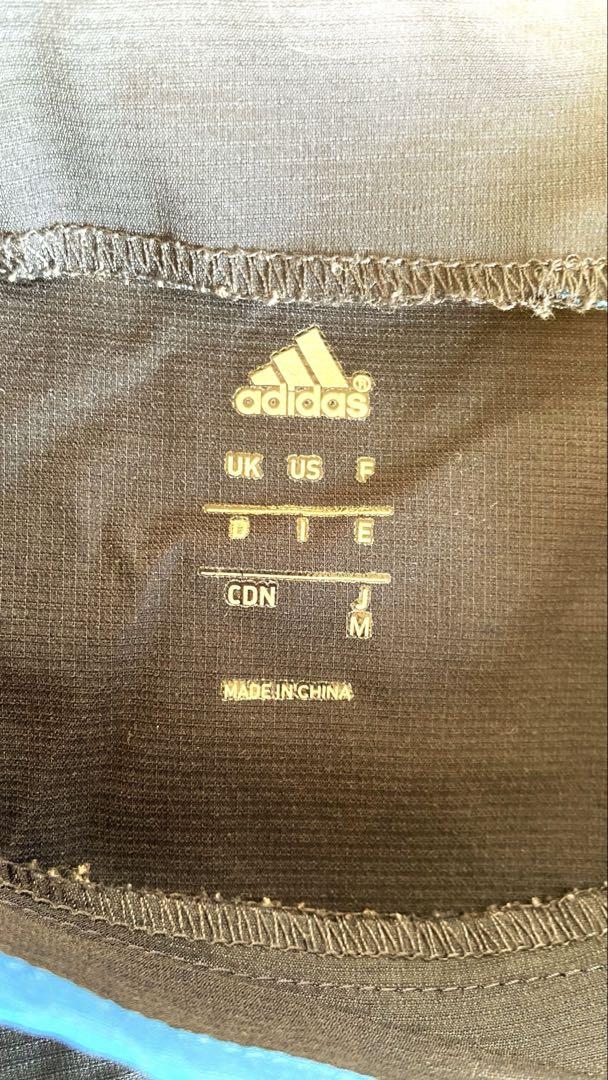 adidas®
UK US F
D I E
CDN J
M
MADE IN CHINA